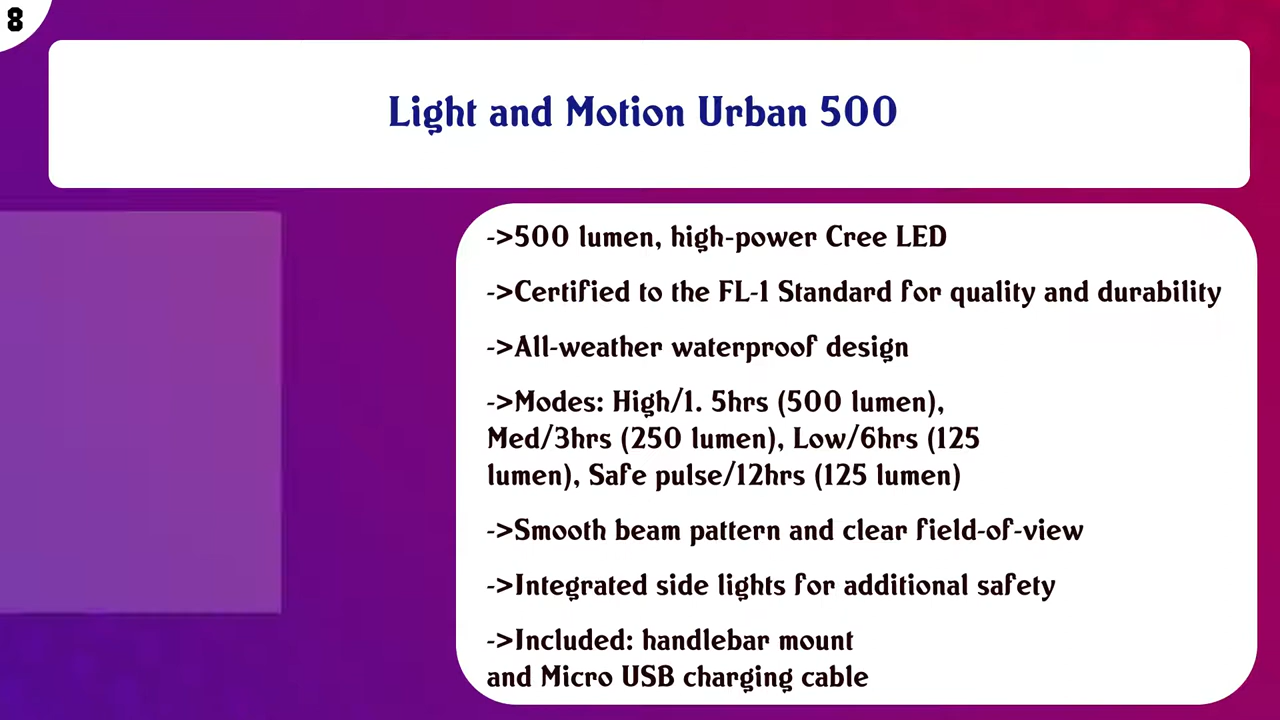 8
Light and Motion Urban 500
->500 lumen, high-power Cree LED
->Certified to the FL-1 Standard for quality and durability
->All-weather waterproof design
->Modes: High/1. 5hrs (500 lumen),
Med/3hrs (250 lumen), Low/6hrs (125
lumen), Safe pulse/12hrs (125 lumen)
->Smooth beam pattern and clear field-of-view
->Integrated side lights for additional safety
->Included: handlebar mount
and Micro USB charging cable